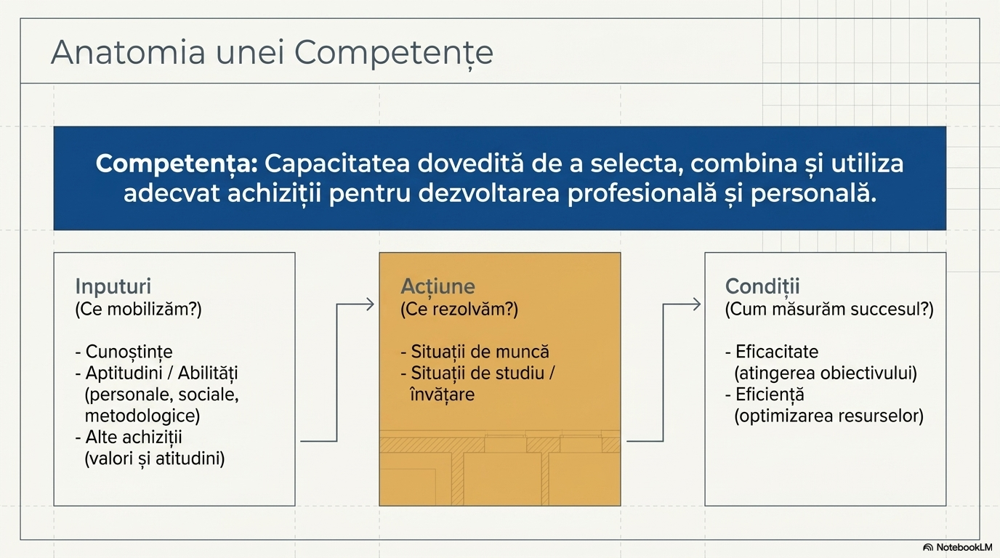 Anatomia unei Competențe
Competența: Capacitatea dovedită de a selecta, combina și utiliza
adecvat achiziții pentru dezvoltarea profesională și personală.
Inputuri
(Ce mobilizăm?)
- Cunoștințe
- Aptitudini / Abilități
(personale, sociale,
metodologice)
- Alte achiziții
(valori și atitudini)
Acțiune
(Ce rezolvăm?)
- Situații de muncă
- Situații de studiu /
învățare
Condiții
(Cum măsurăm succesul?)
- Eficacitate
(atingerea obiectivului)
- Eficiență
(optimizarea resurselor)
NotebookLM